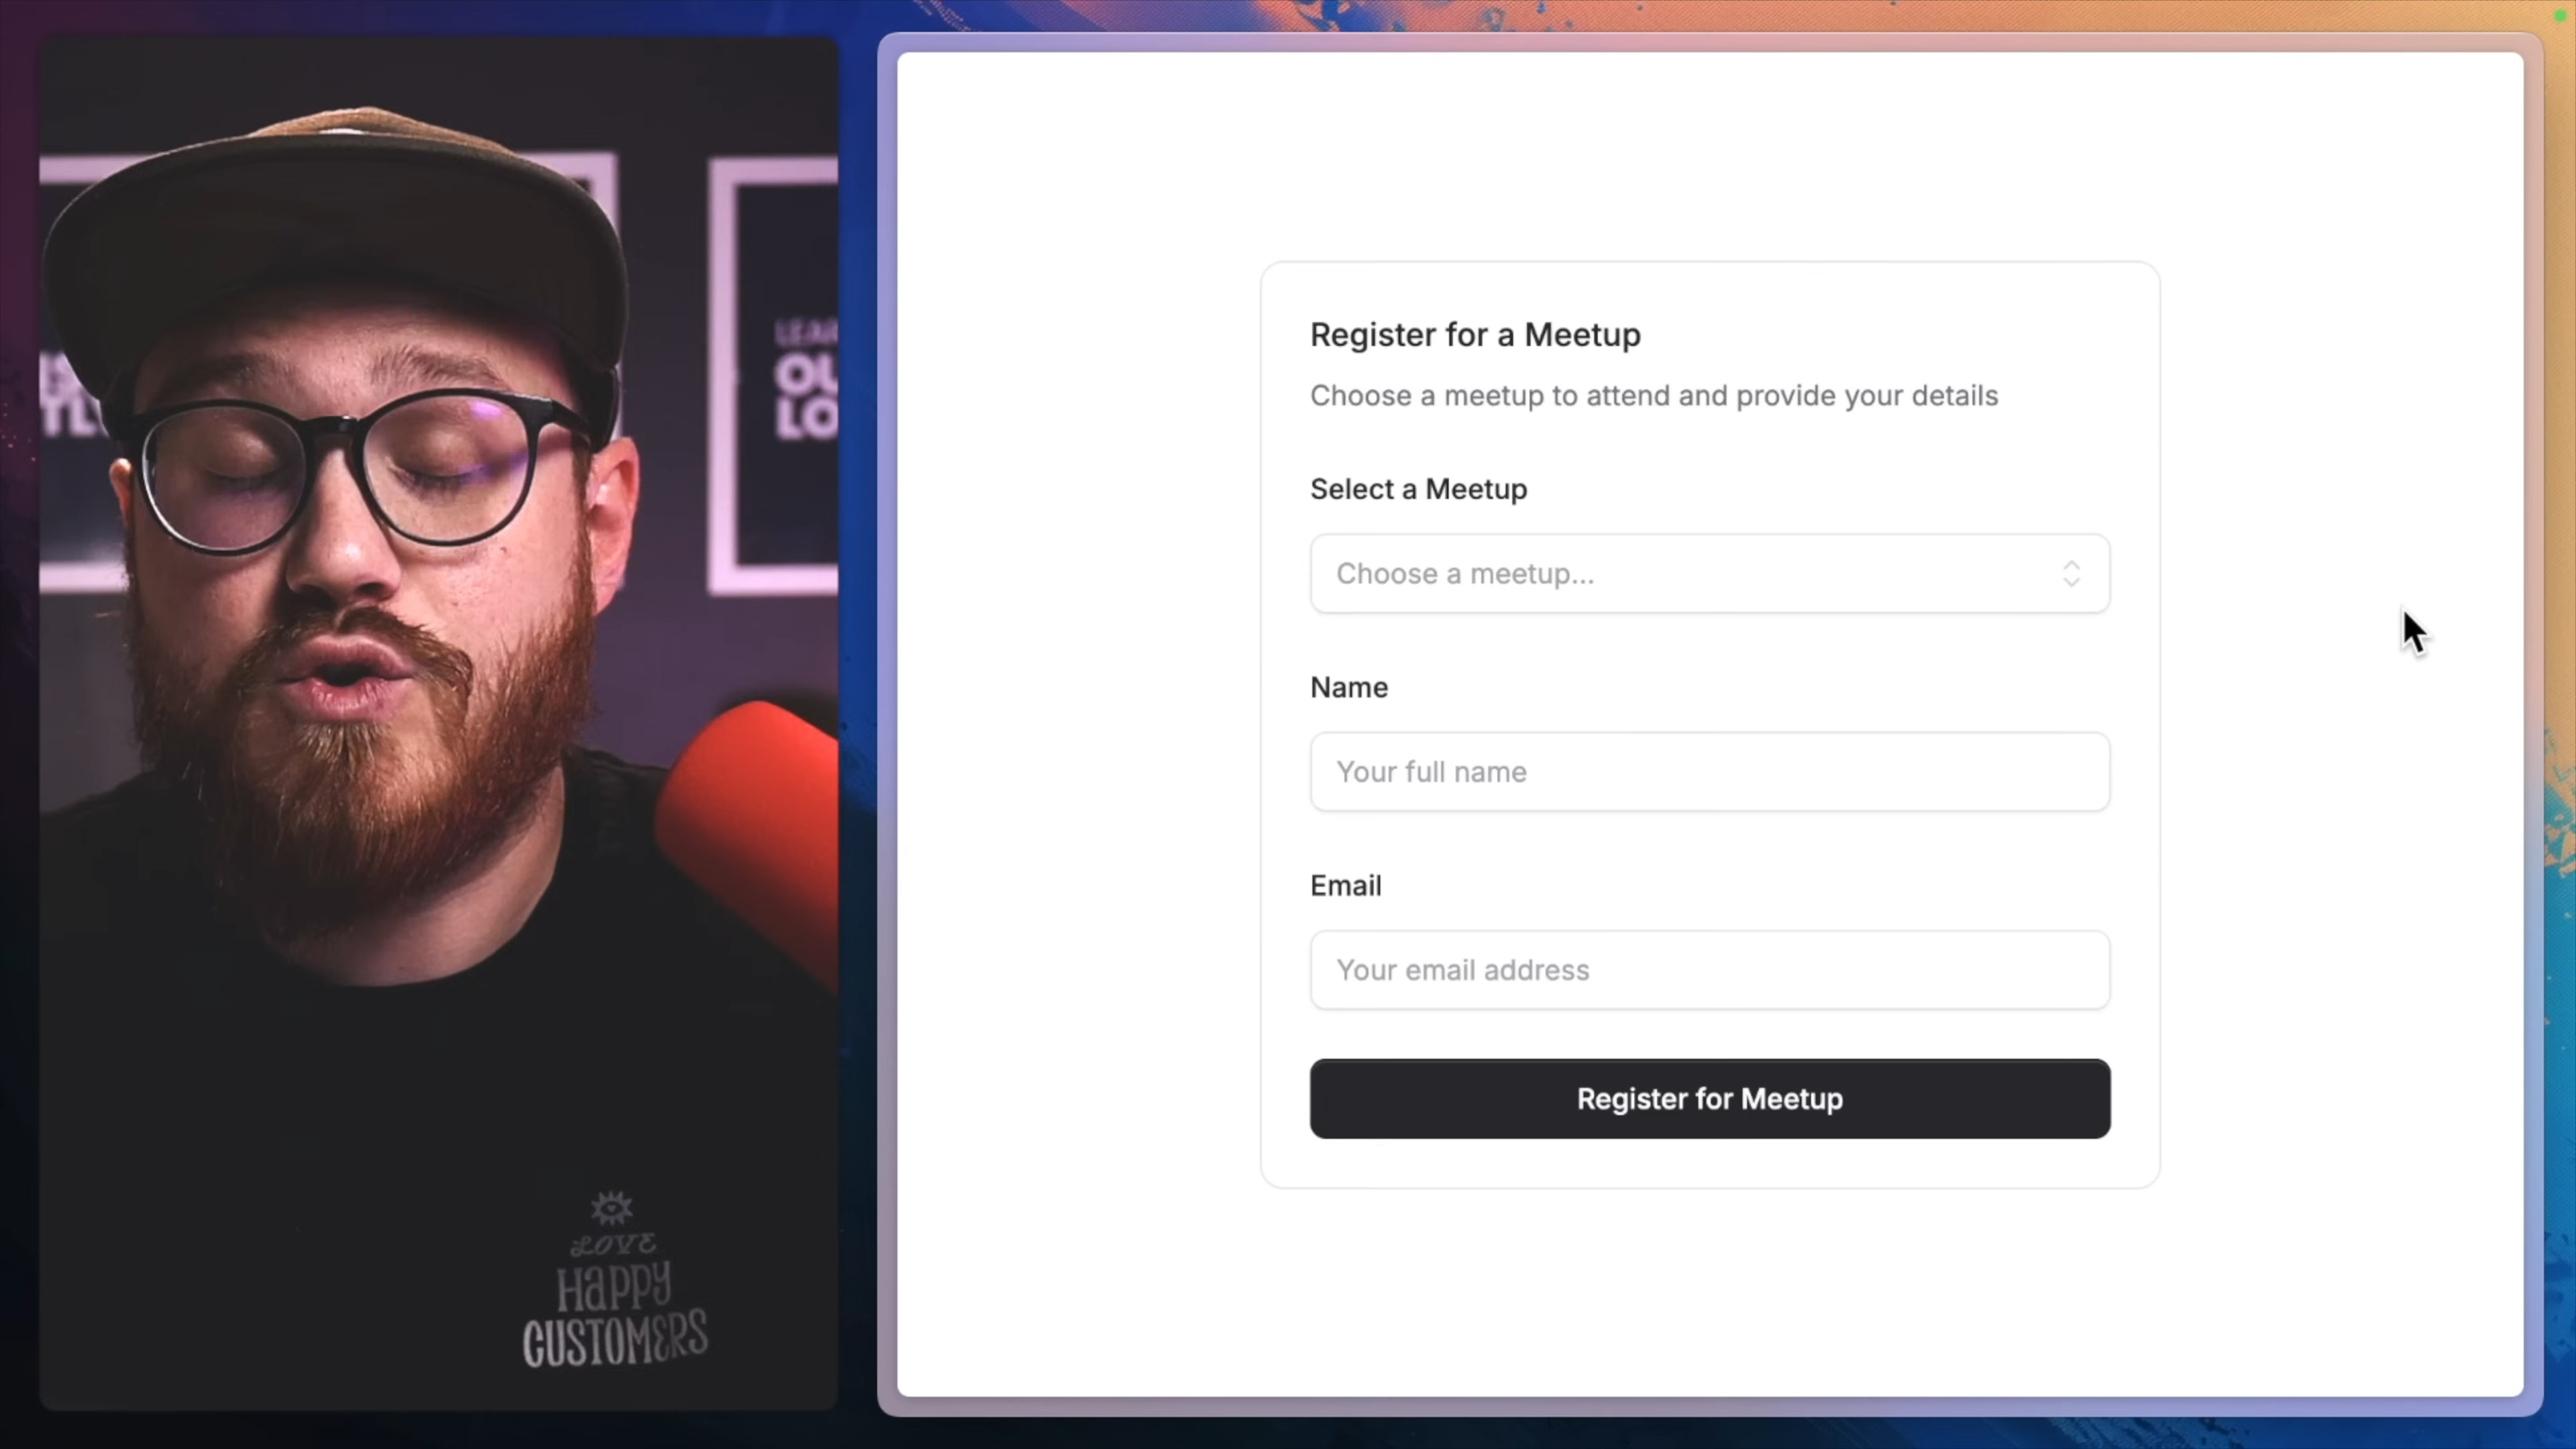 LOVE
Happy
CUSTOMERS
Register for a Meetup
Choose a meetup to attend and provide your details
Select a Meetup
Choose a meetup...
Name
Your full name
Email
Your email address
Register for Meetup